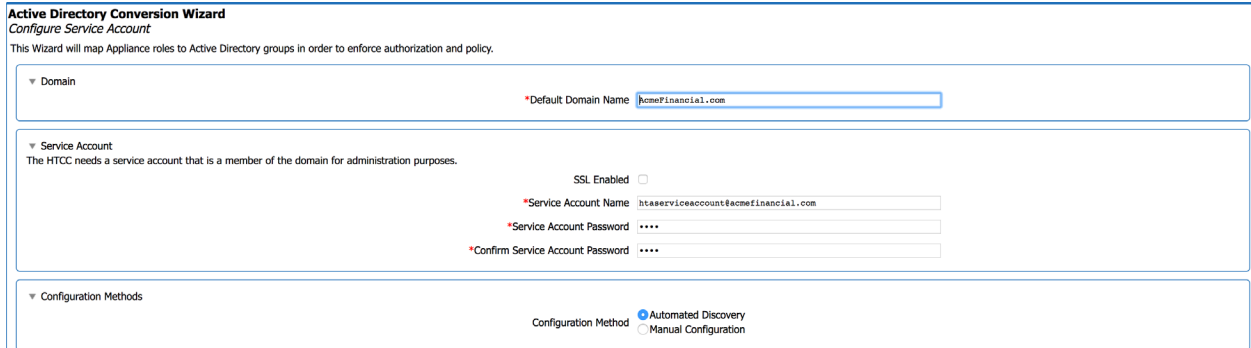 Active Directory Conversion Wizard
Configure Service Account
This Wizard will map Appliance roles to Active Directory groups in order to enforce authorization and policy.
Domain
*Default Domain Name AcmeFinancial.com
Service Account
The HTCC needs a service account that is a member of the domain for administration purposes.
SSL Enabled
*Service Account Name htaserviceaccount@acmefinancial.com
*Service Account Password ••••
*Confirm Service Account Password ••••
Configuration Methods
Configuration Method Automated Discovery
Manual Configuration